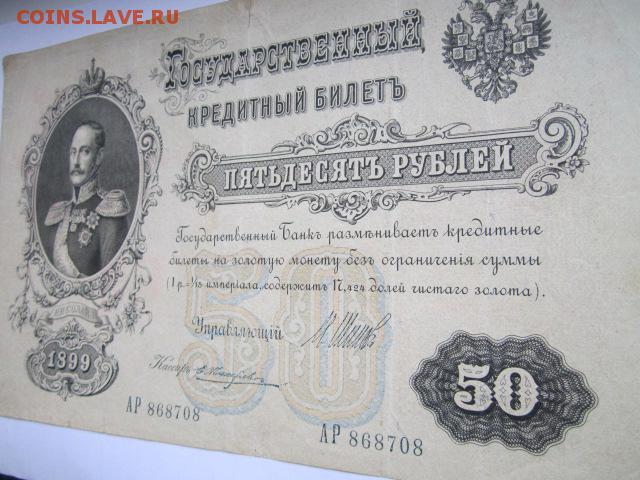 COINS.LAVE.RU
ГОСУДАРСТВЕННЫЙ
КРЕДИТНЫЙ БИЛЕТЪ
ПЯТЬДЕСЯТЪ РУБЛЕЙ
Государственный Банкъ размѣниваетъ кредитные
билеты на золотую монету безъ ограниченія суммы
(1 р.=1/15 имперіала, содержитъ 17,424 долей чистаго золота).
50
Управляющій
1899
Кассиръ
50
АР 868708
АР 868708